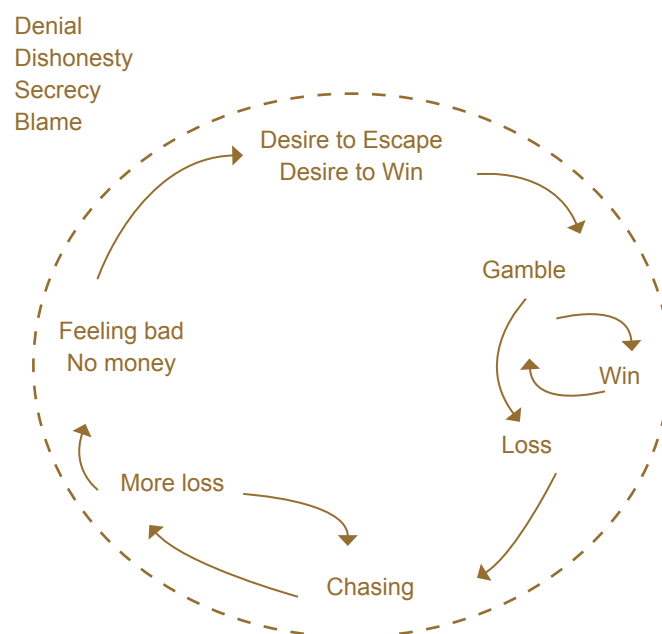 Denial
Dishonesty
Secrecy
Blame
Desire to Escape
Desire to Win
Gamble
Win
Loss
Chasing
More loss
Feeling bad
No money